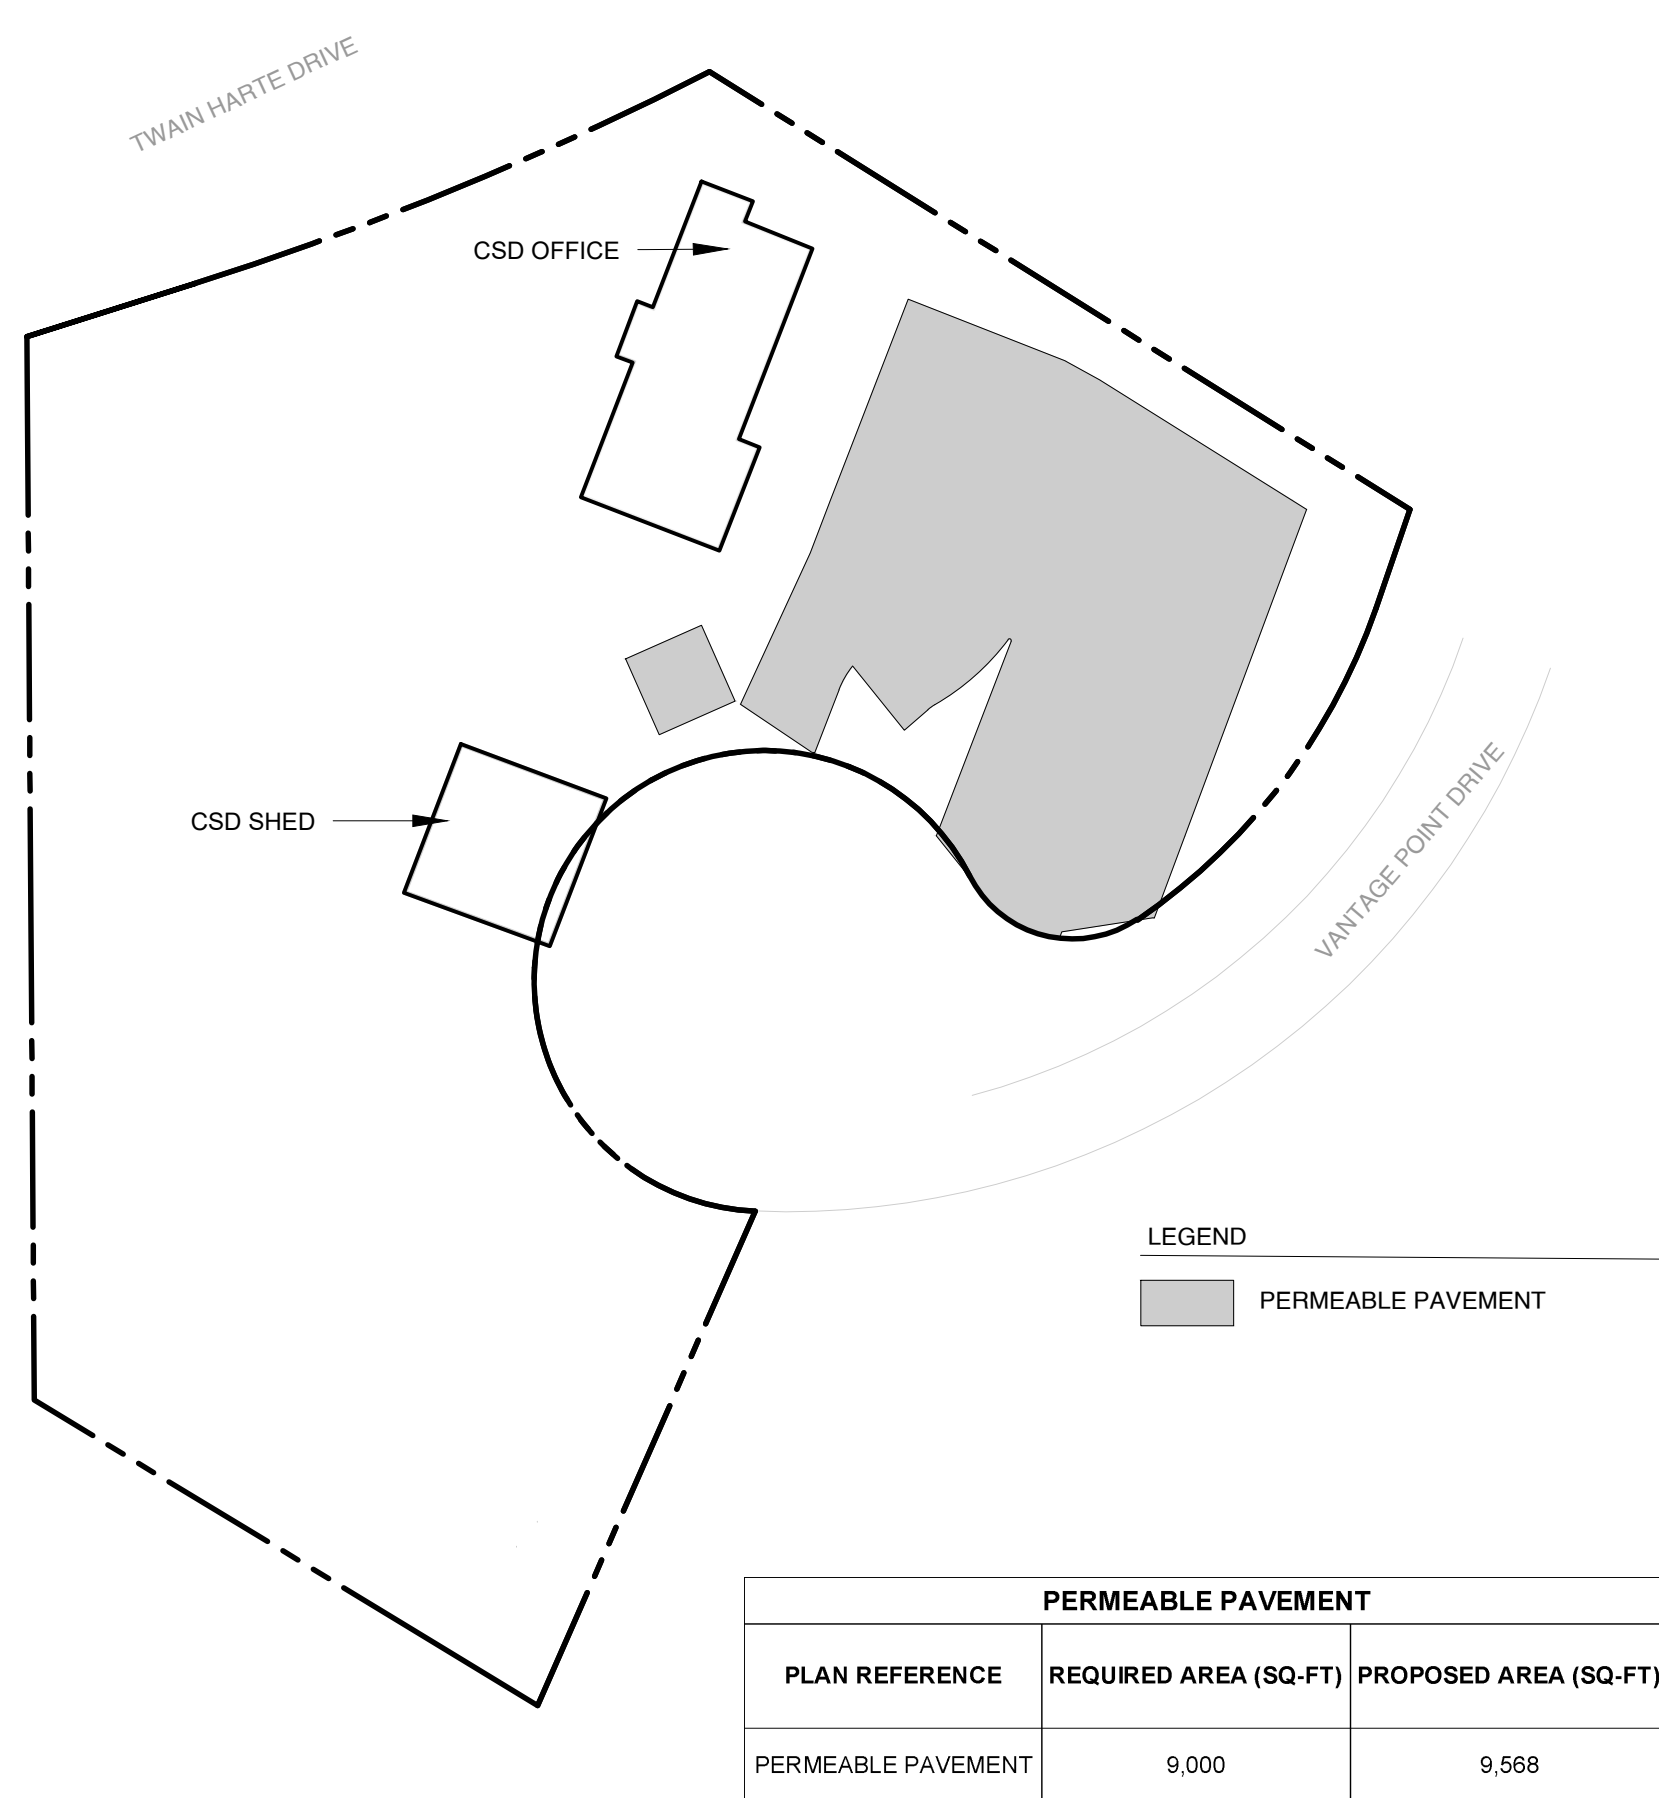 TWAIN HARTE DRIVE
CSD OFFICE
CSD SHED
VANTAGE POINT DRIVE
LEGEND
PERMEABLE PAVEMENT
PERMEABLE PAVEMENT
PLAN REFERENCE REQUIRED AREA (SQ-FT) PROPOSED AREA (SQ-FT)
PERMEABLE PAVEMENT 9,000 9,568